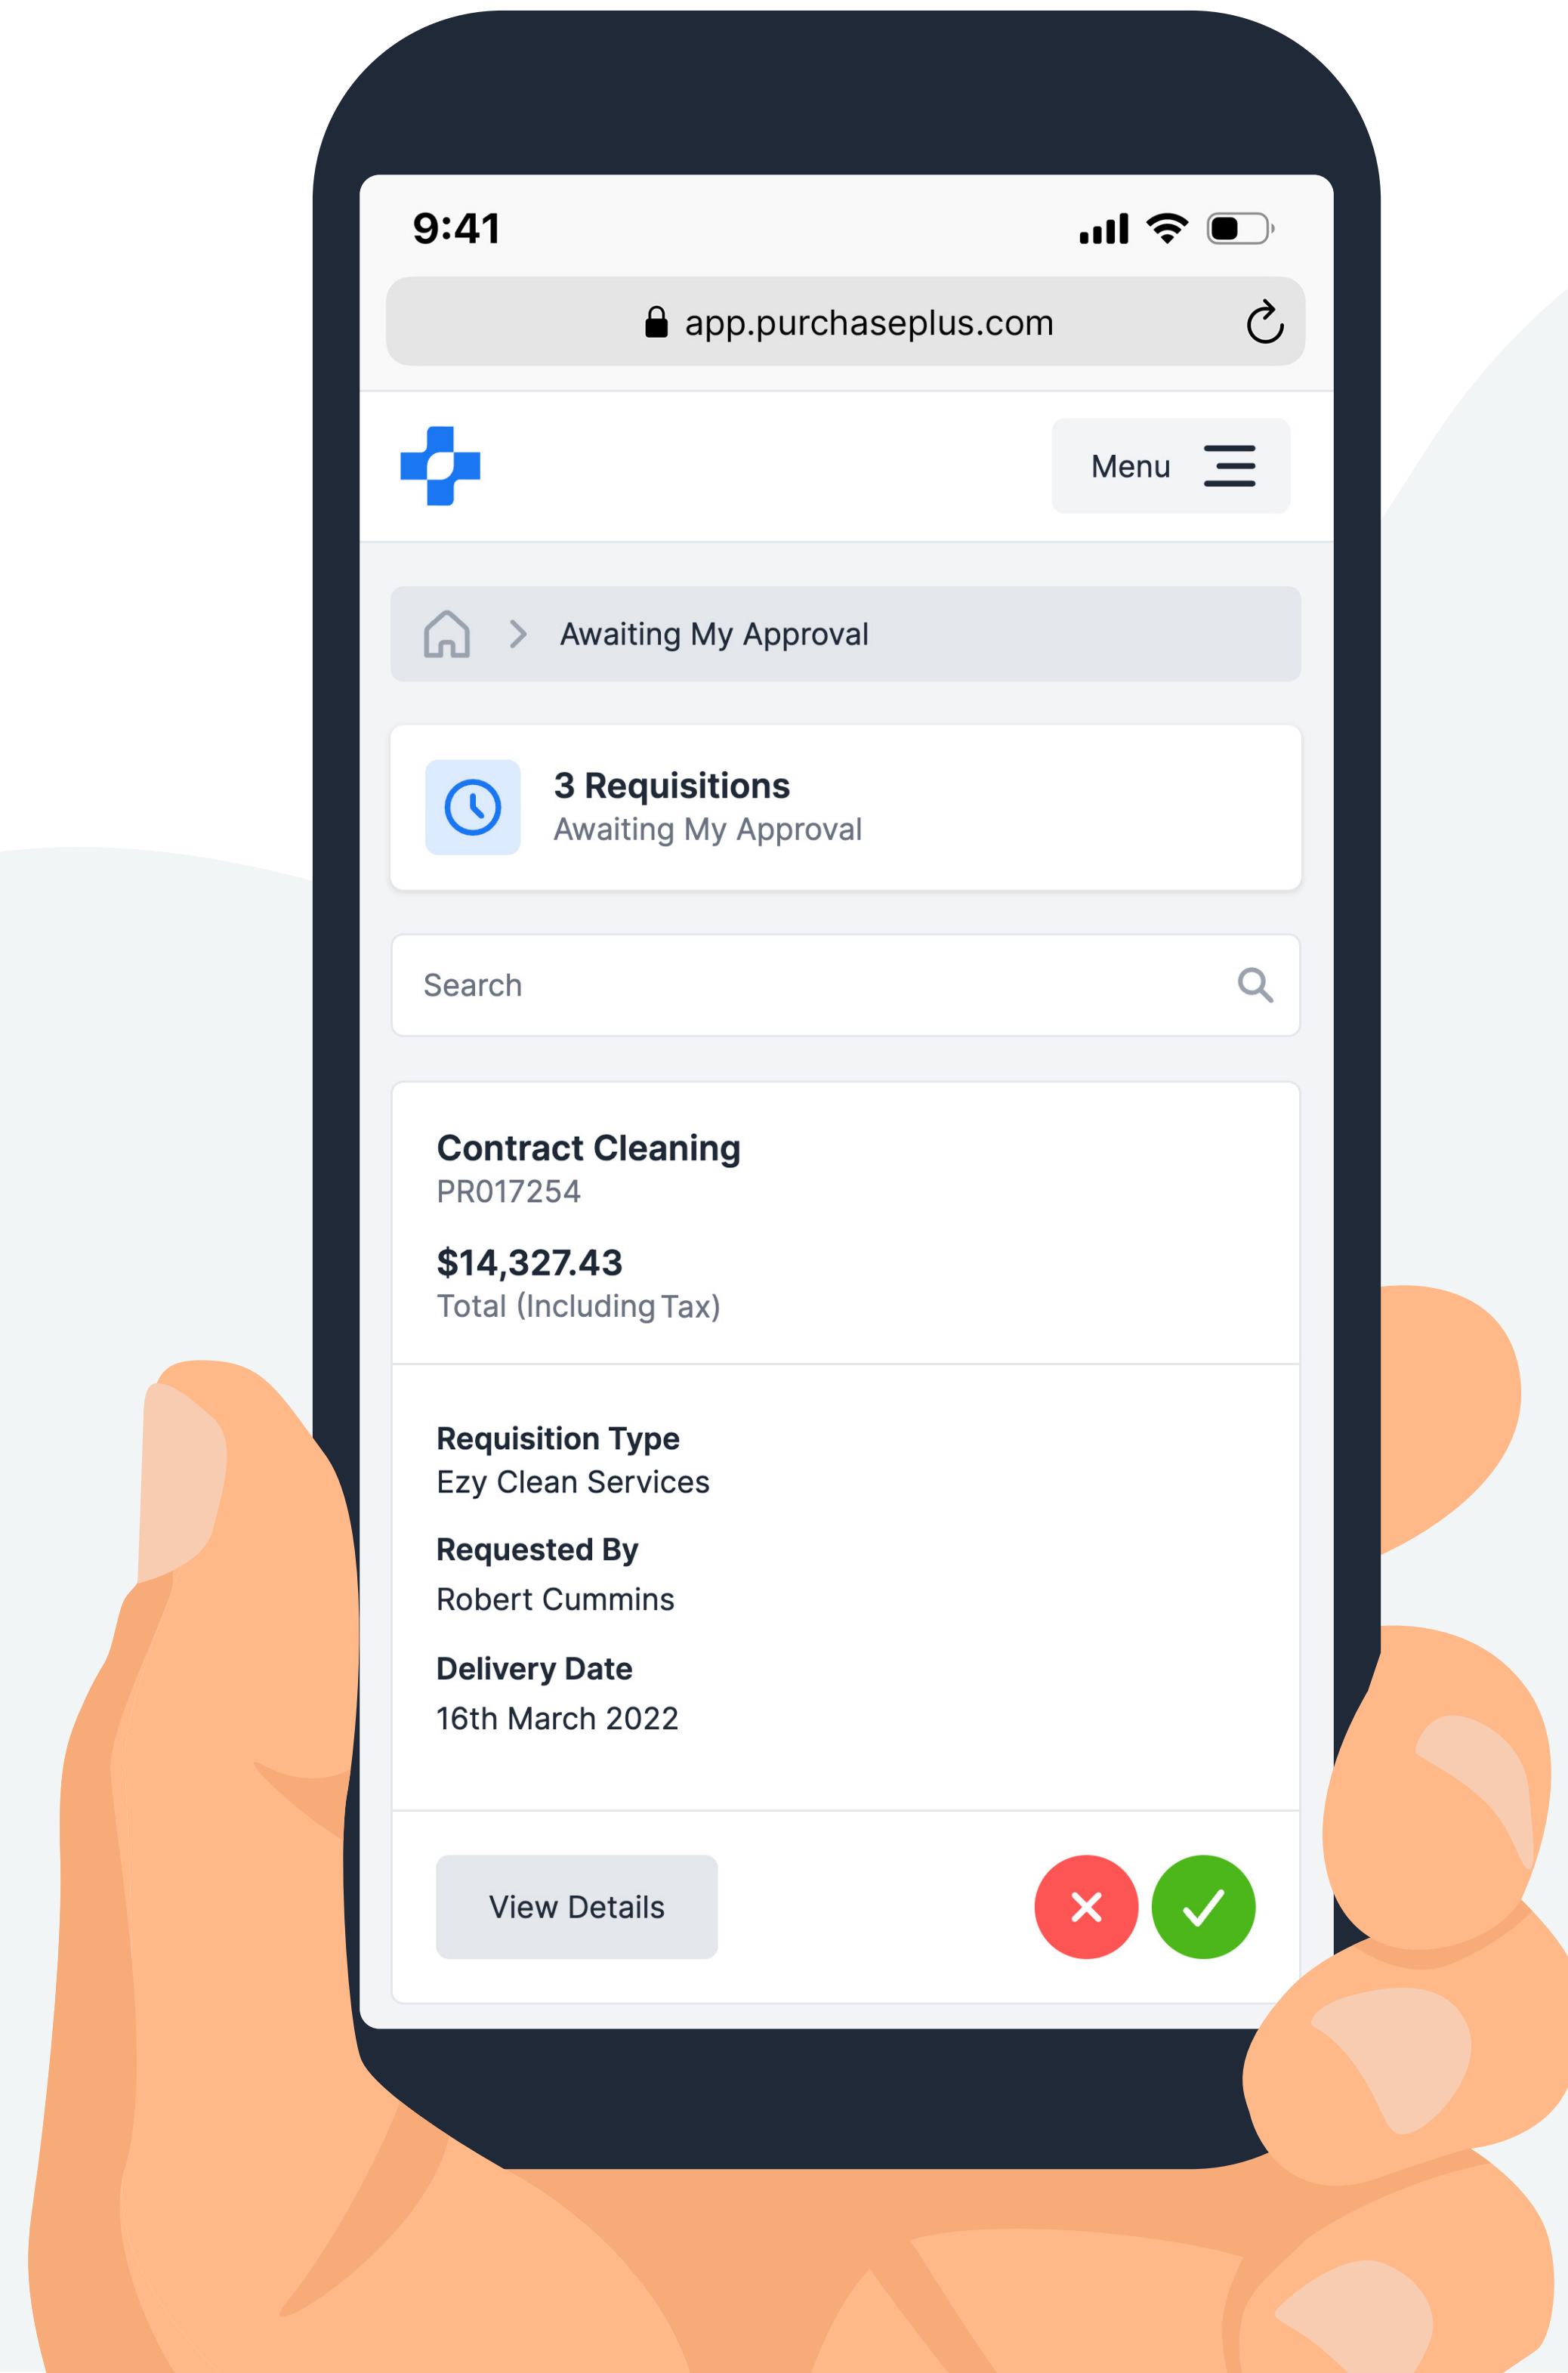 9:41
app.purchaseplus.com
Menu
Awaiting My Approval
3 Requisitions
Awaiting My Approval
Search
Contract Cleaning
PR017254
$14,327.43
Total (Including Tax)
Requisition Type
Ezy Clean Services
Requested By
Robert Cummins
Delivery Date
16th March 2022
View Details